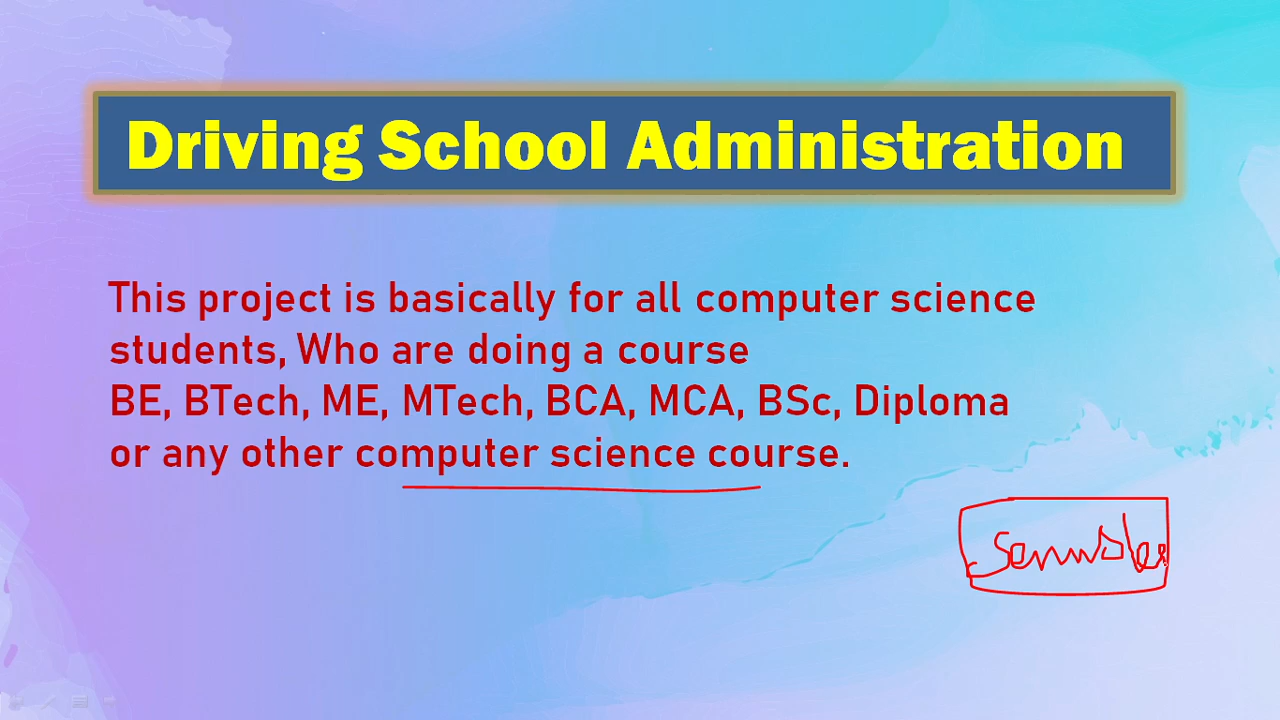 Driving School Administration
This project is basically for all computer science
students, Who are doing a course
BE, BTech, ME, MTech, BCA, MCA, BSc, Diploma
or any other computer science course.